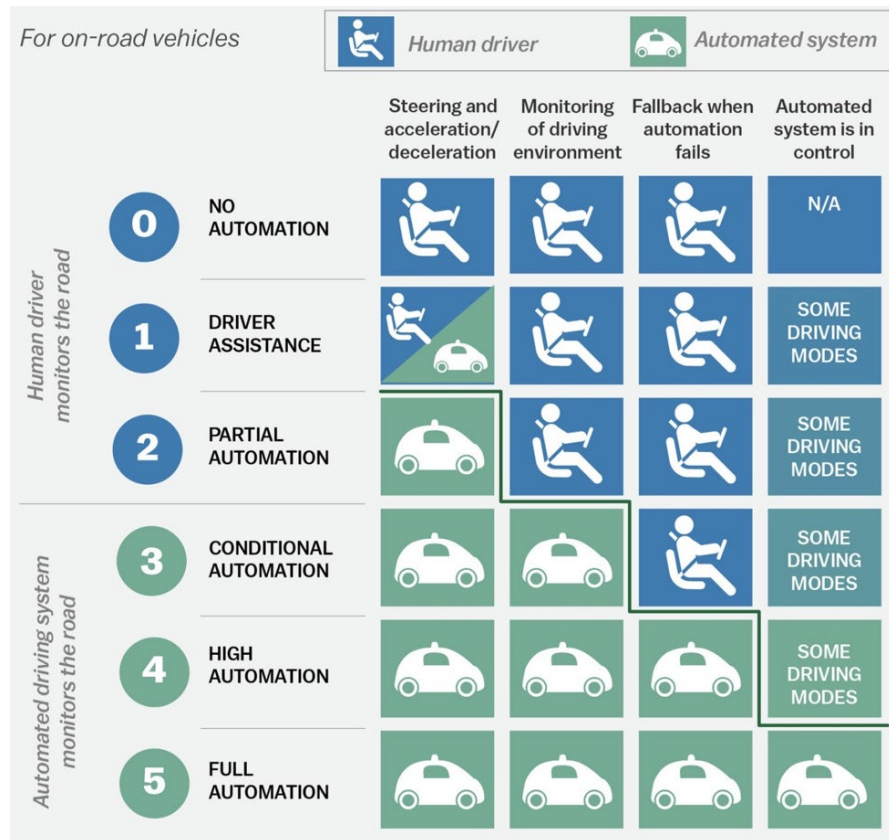 For on-road vehicles
Human driver
Automated system
Steering and
acceleration/
deceleration
Monitoring
of driving
environment
Fallback when
automation
fails
Automated
system is in
control
Human driver
monitors the road
0
NO
AUTOMATION
N/A
1
DRIVER
ASSISTANCE
SOME
DRIVING
MODES
2
PARTIAL
AUTOMATION
SOME
DRIVING
MODES
Automated driving system
monitors the road
3
CONDITIONAL
AUTOMATION
SOME
DRIVING
MODES
4
HIGH
AUTOMATION
SOME
DRIVING
MODES
5
FULL
AUTOMATION